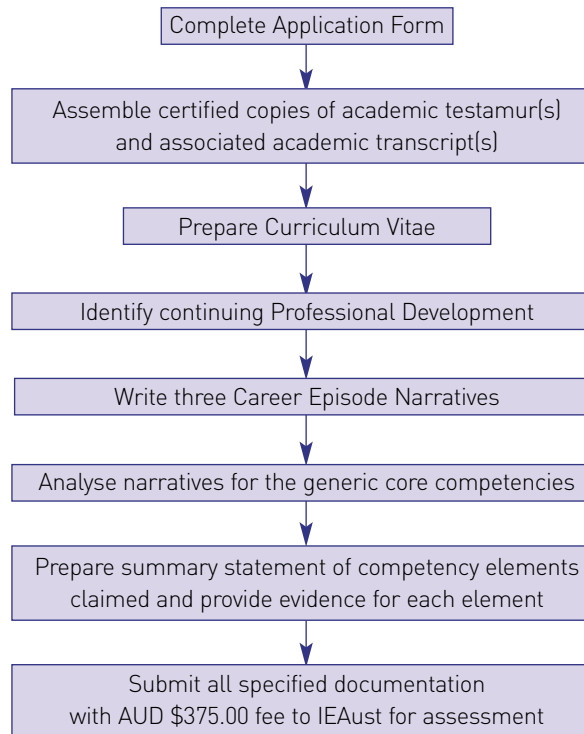 Complete Application Form
Assemble certified copies of academic testamur(s)
and associated academic transcript(s)
Prepare Curriculum Vitae
Identify continuing Professional Development
Write three Career Episode Narratives
Analyse narratives for the generic core competencies
Prepare summary statement of competency elements
claimed and provide evidence for each element
Submit all specified documentation
with AUD $375.00 fee to IEAust for assessment